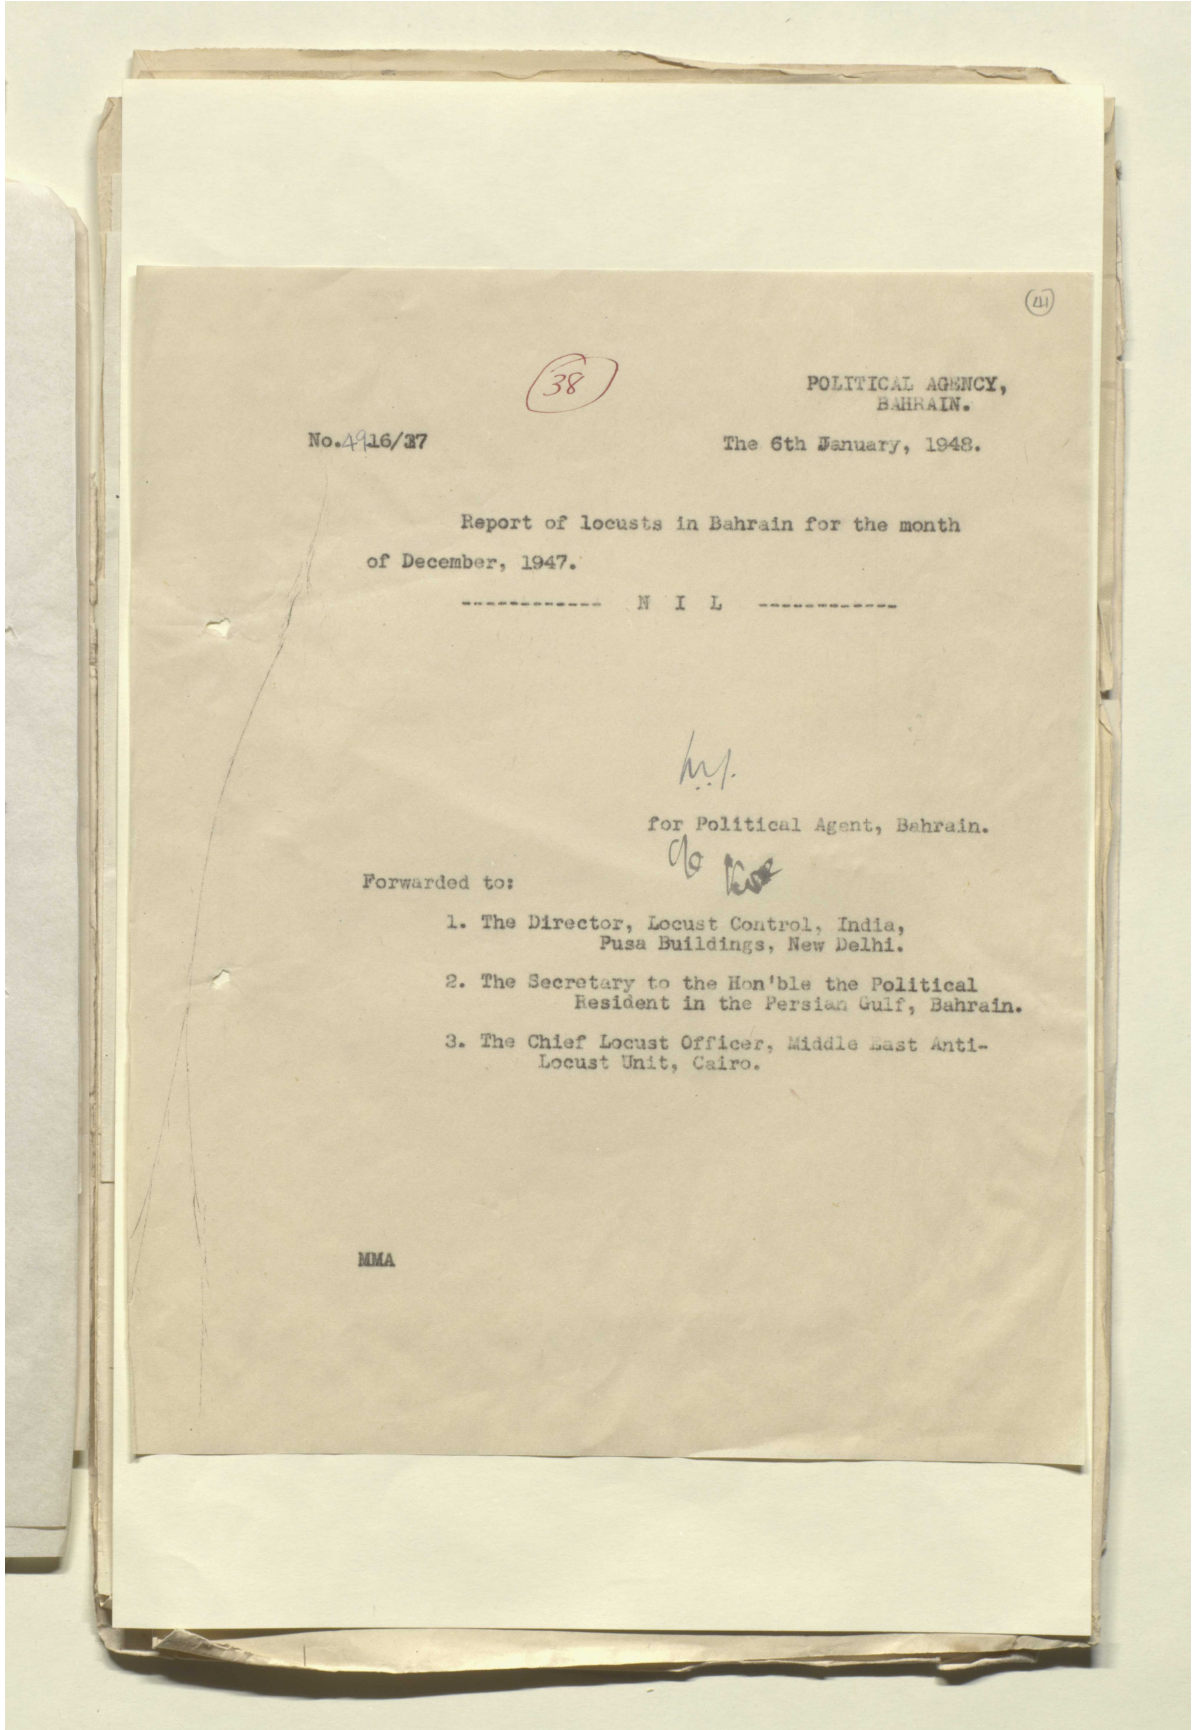 41
38
POLITICAL AGENCY,
BAHRAIN.
No.4916/37
The 6th January, 1948.
Report of locusts in Bahrain for the month
of December, 1947.
------------ N I L ------------
for Political Agent, Bahrain.
Forwarded to:
1. The Director, Locust Control, India,
Pusa Buildings, New Delhi.
2. The Secretary to the Hon'ble the Political
Resident in the Persian Gulf, Bahrain.
3. The Chief Locust Officer, Middle East Anti-
Locust Unit, Cairo.
MMA